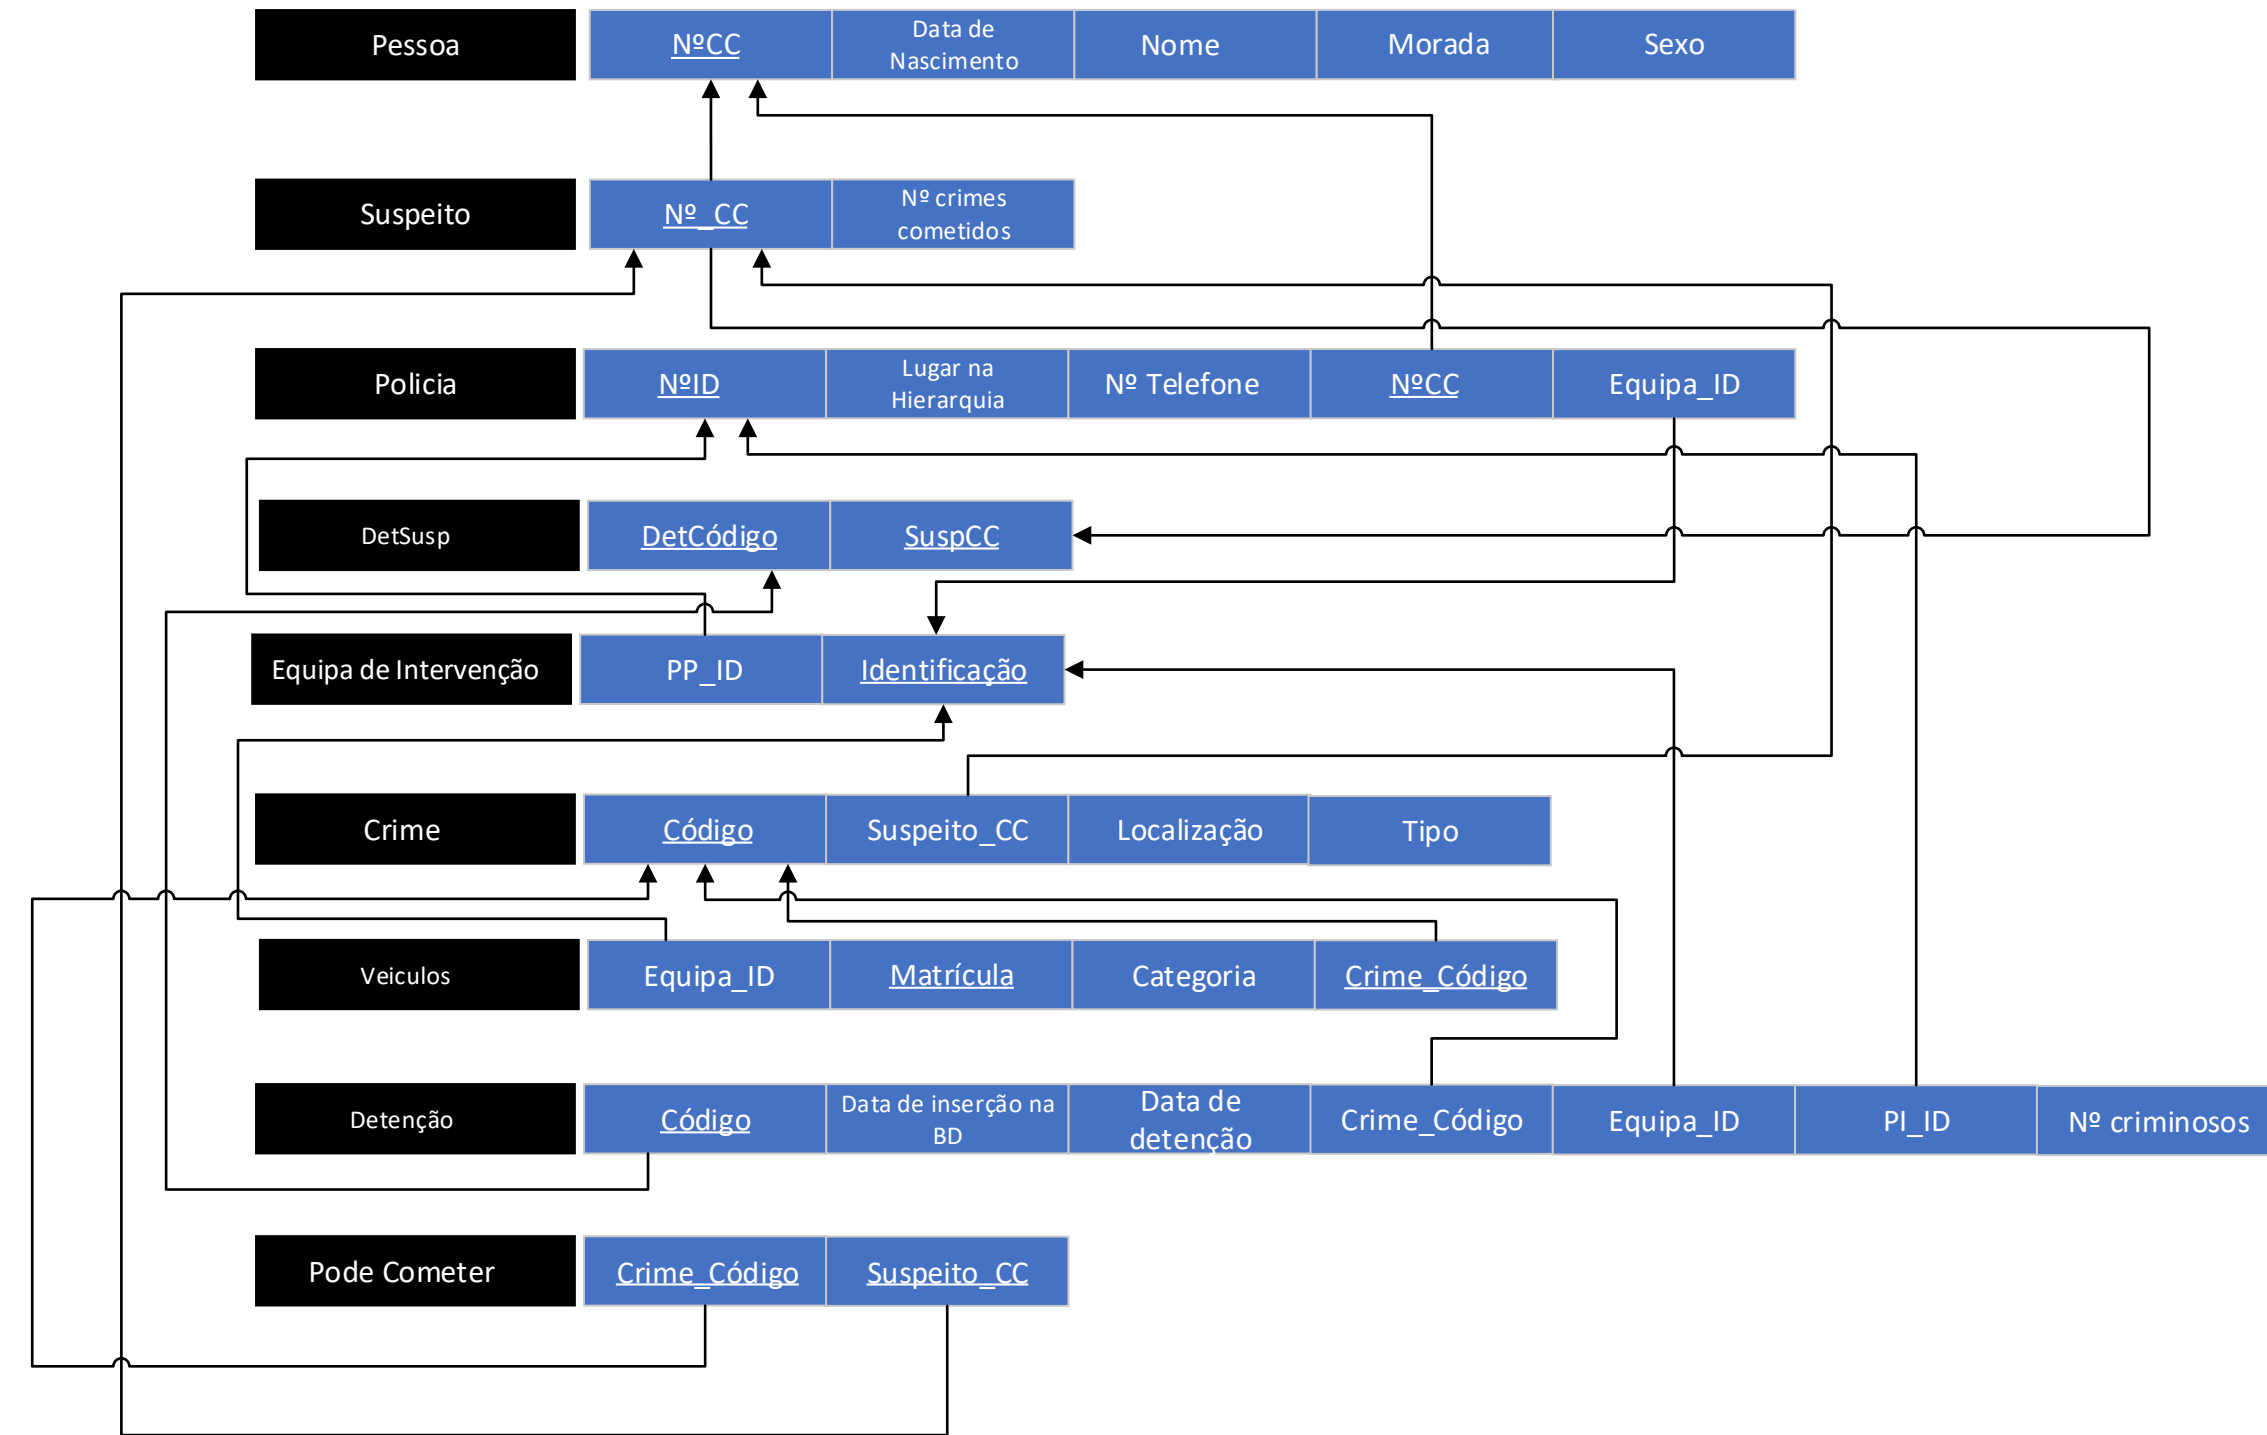 Pessoa
NºCC
Data de
Nascimento
Nome
Morada
Sexo
Suspeito
Nº_CC
Nº crimes
cometidos
Policia
NºID
Lugar na
Hierarquia
Nº Telefone
NºCC
Equipa_ID
DetSusp
DetCódigo
SuspCC
Equipa de Intervenção
PP_ID
Identificação
Crime
Código
Suspeito_CC
Localização
Tipo
Veiculos
Equipa_ID
Matrícula
Categoria
Crime_Código
Detenção
Código
Data de inserção na
BD
Data de
detenção
Crime_Código
Equipa_ID
PI_ID
Nº criminosos
Pode Cometer
Crime_Código
Suspeito_CC